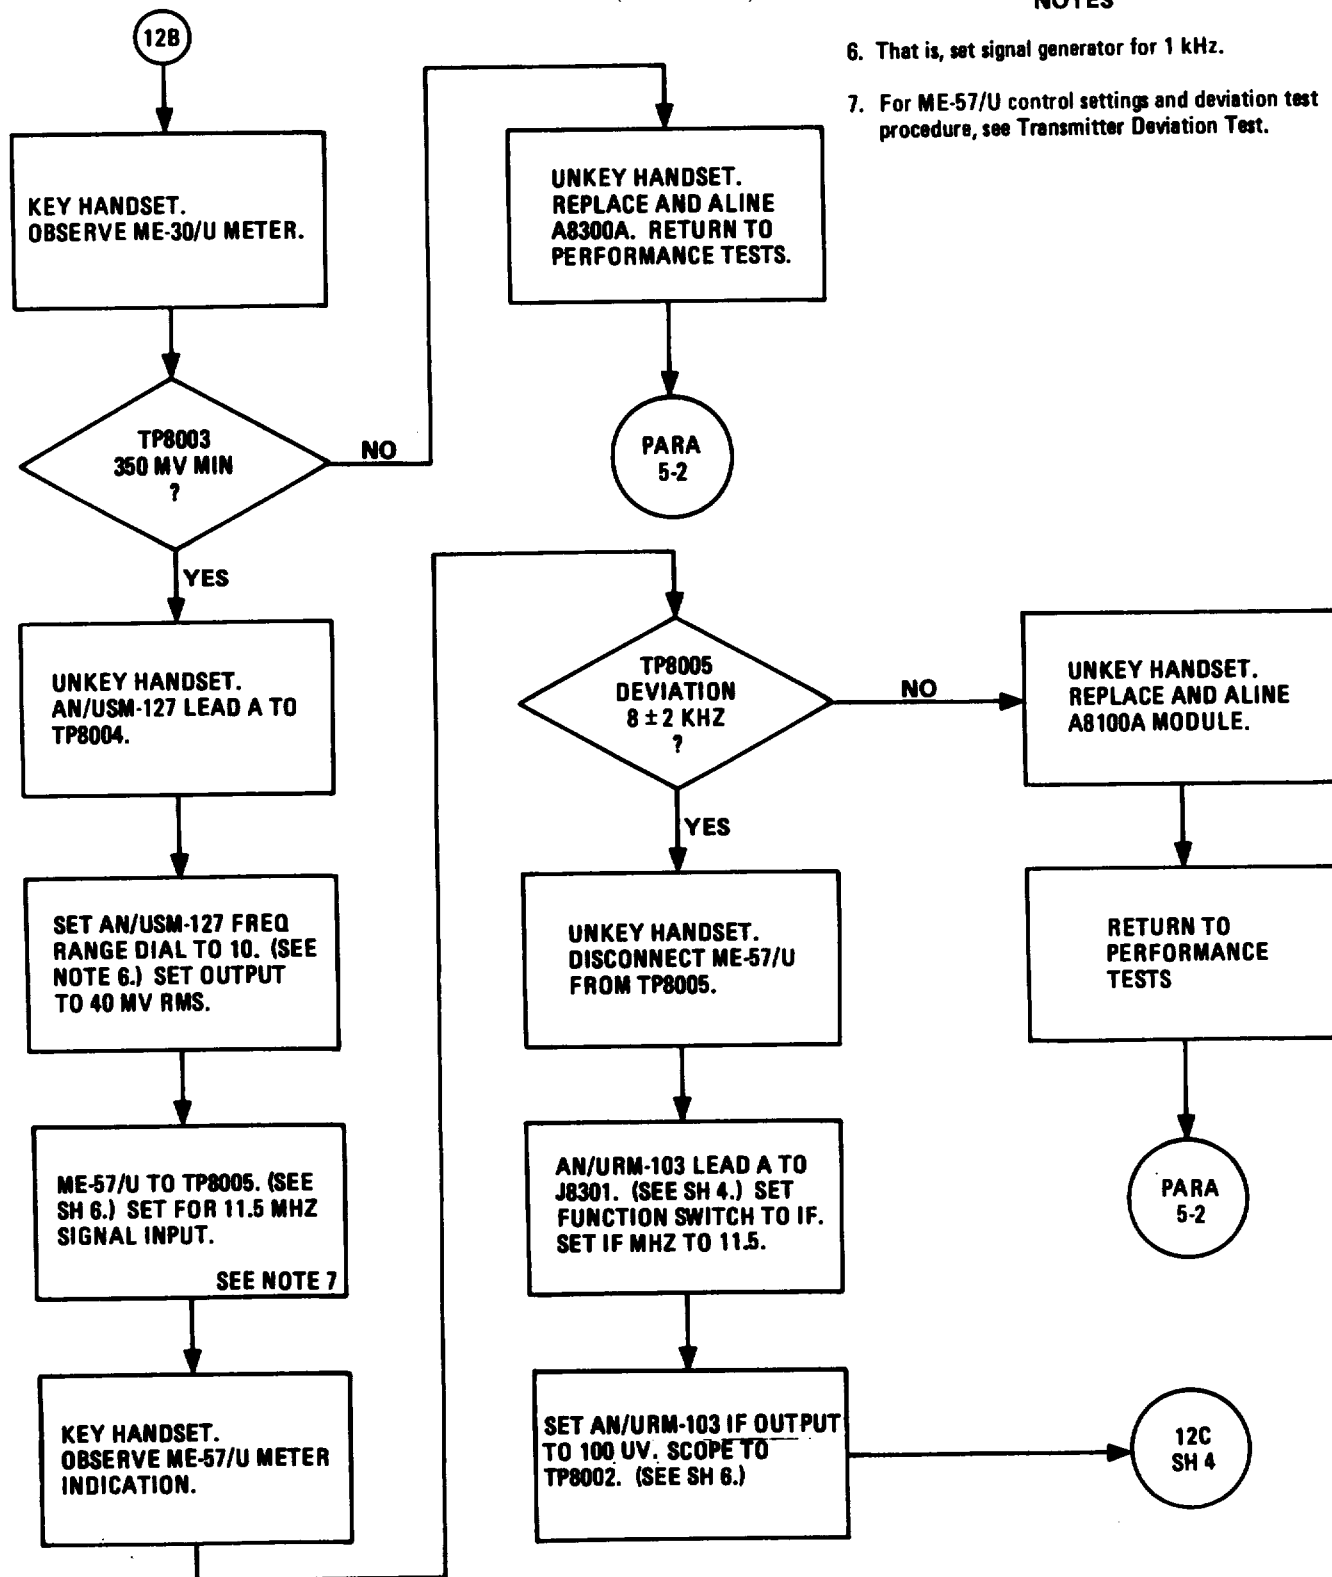 NOTES
6. That is, set signal generator for 1 kHz.
7. For ME-57/U control settings and deviation test
procedure, see Transmitter Deviation Test.
12B
KEY HANDSET.
OBSERVE ME-30/U METER.
TP8003
350 MV MIN
?
NO
UNKEY HANDSET.
REPLACE AND ALINE
A8300A. RETURN TO
PERFORMANCE TESTS.
PARA
5-2
YES
UNKEY HANDSET.
AN/USM-127 LEAD A TO
TP8004.
SET AN/USM-127 FREQ
RANGE DIAL TO 10. (SEE
NOTE 6.) SET OUTPUT
TO 40 MV RMS.
ME-57/U TO TP8005. (SEE
SH 6.) SET FOR 11.5 MHZ
SIGNAL INPUT.
SEE NOTE 7
KEY HANDSET.
OBSERVE ME-57/U METER
INDICATION.
TP8005
DEVIATION
8 ± 2 KHZ
?
NO
UNKEY HANDSET.
REPLACE AND ALINE
A8100A MODULE.
RETURN TO
PERFORMANCE
TESTS
PARA
5-2
YES
UNKEY HANDSET.
DISCONNECT ME-57/U
FROM TP8005.
AN/URM-103 LEAD A TO
J8301. (SEE SH 4.) SET
FUNCTION SWITCH TO IF.
SET IF MHZ TO 11.5.
SET AN/URM-103 IF OUTPUT
TO 100 UV. SCOPE TO
TP8002. (SEE SH 6.)
12C
SH 4